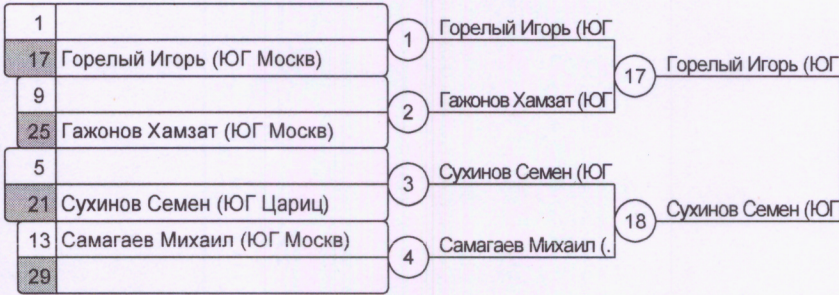 1
17 Горелый Игорь (ЮГ Москв)
1
Горелый Игорь (ЮГ
9
25 Гажонов Хамзат (ЮГ Москв)
2
Гажонов Хамзат (ЮГ
17
Горелый Игорь (ЮГ
5
21 Сухинов Семен (ЮГ Цариц)
3
Сухинов Семен (ЮГ
13 Самагаев Михаил (ЮГ Москв)
29
4
Самагаев Михаил (.
18
Сухинов Семен (ЮГ